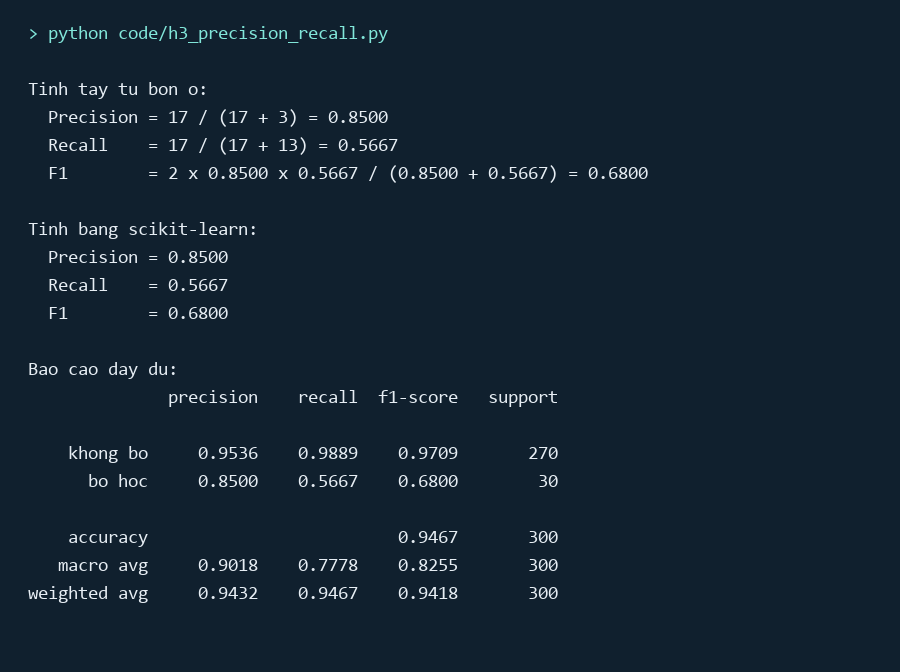 > python code/h3_precision_recall.py
Tinh tay tu bon o:
Precision = 17 / (17 + 3) = 0.8500
Recall = 17 / (17 + 13) = 0.5667
F1 = 2 x 0.8500 x 0.5667 / (0.8500 + 0.5667) = 0.6800
Tinh bang scikit-learn:
Precision = 0.8500
Recall = 0.5667
F1 = 0.6800
Bao cao day du:
precision recall f1-score support
khong bo 0.9536 0.9889 0.9709 270
bo hoc 0.8500 0.5667 0.6800 30
accuracy 0.9467 300
macro avg 0.9018 0.7778 0.8255 300
weighted avg 0.9432 0.9467 0.9418 300